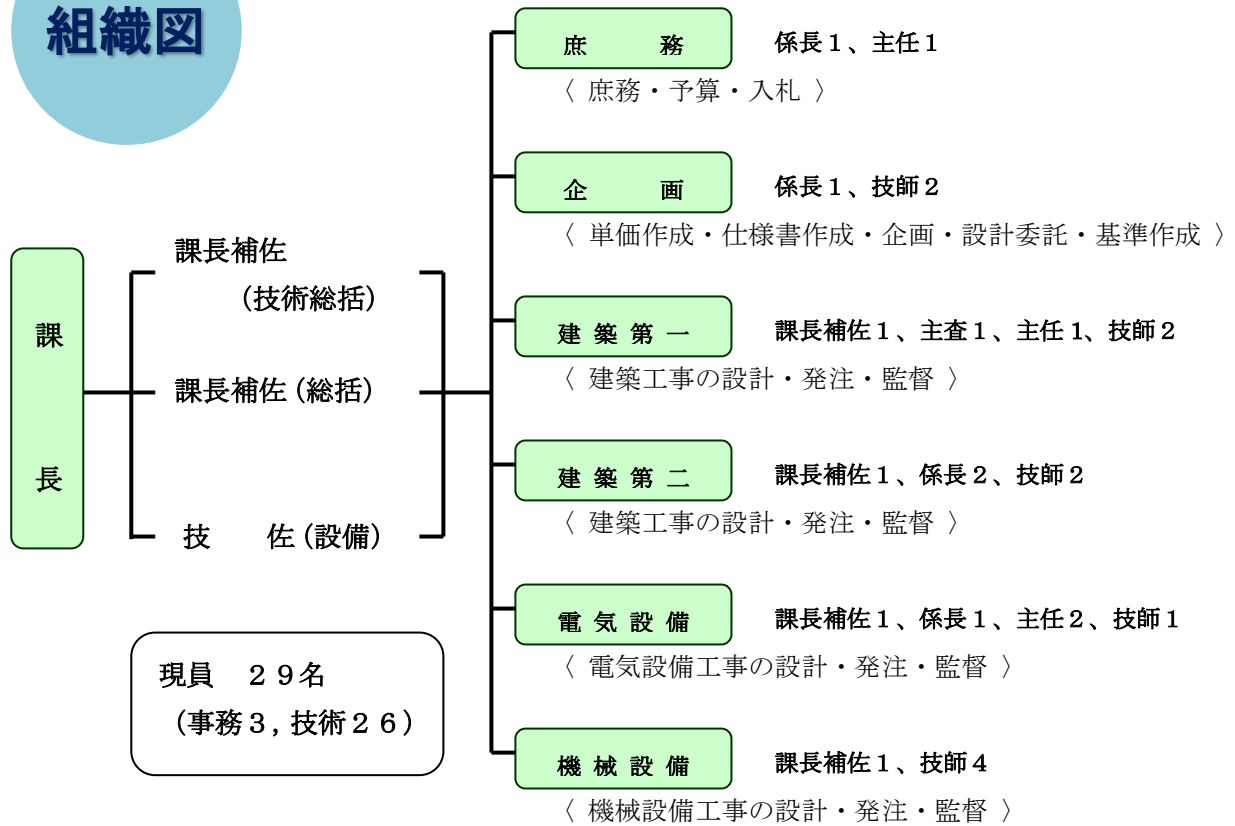 組織図
課長
課長補佐
(技術総括)
課長補佐(総括)
技　佐(設備)
現員　２９名
(事務３,技術２６)
庶　務　係長１、主任１
〈 庶務・予算・入札 〉
企　画　係長１、技師２
〈 単価作成・仕様書作成・企画・設計委託・基準作成 〉
建築第一　課長補佐１、主査１、主任１、技師２
〈 建築工事の設計・発注・監督 〉
建築第二　課長補佐１、係長２、技師２
〈 建築工事の設計・発注・監督 〉
電気設備　課長補佐１、係長１、主任２、技師１
〈 電気設備工事の設計・発注・監督 〉
機械設備　課長補佐１、技師４
〈 機械設備工事の設計・発注・監督 〉